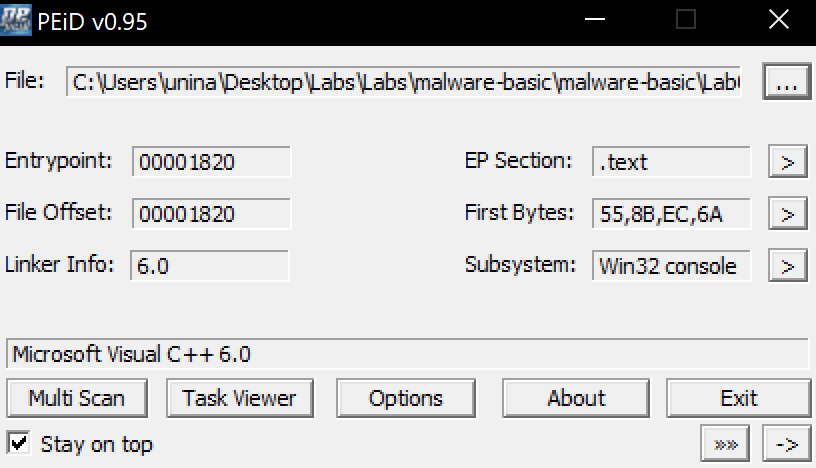 PEiD v0.95
File: C:\Users\unina\Desktop\Labs\Labs\malware-basic\malware-basic\Lab ...
Entrypoint: 00001820 EP Section: .text >
File Offset: 00001820 First Bytes: 55,8B,EC,6A >
Linker Info: 6.0 Subsystem: Win32 console >
Microsoft Visual C++ 6.0
Multi Scan Task Viewer Options About Exit
Stay on top »» ->